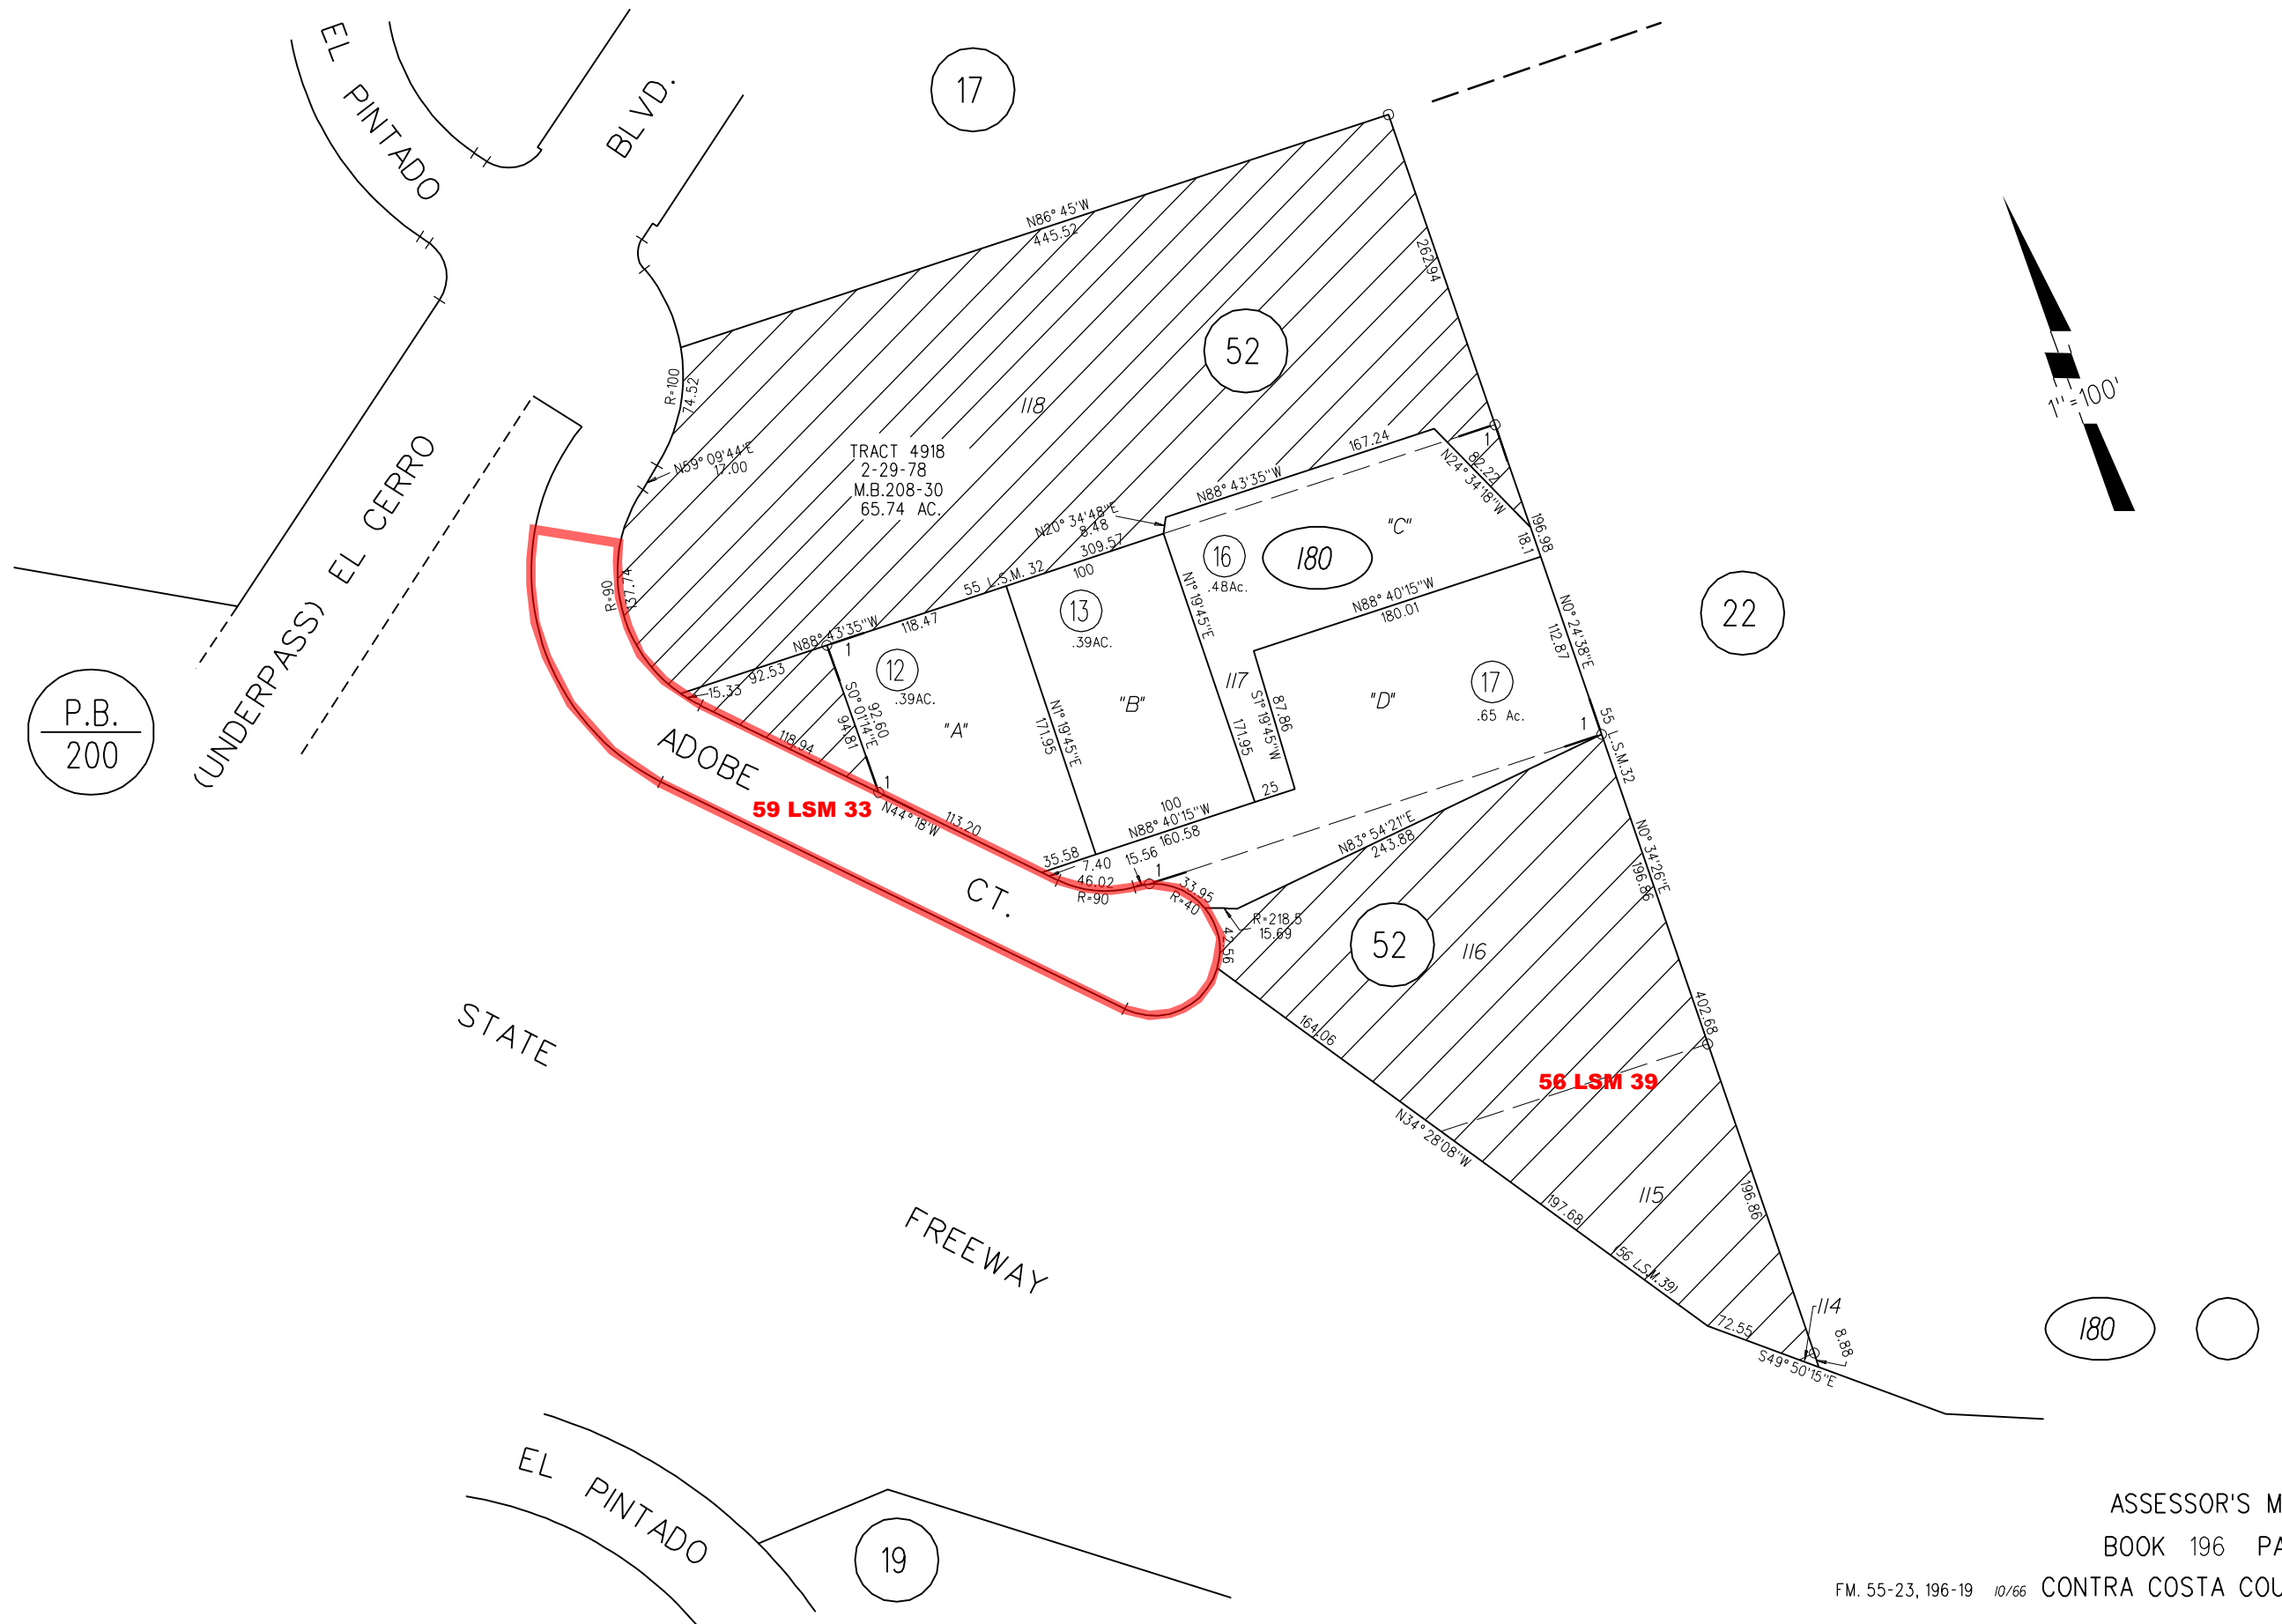 EL PINTADO
BLVD.
17
N86° 45'W
445.52
262.94
52
1"=100'
R=100
74.52
118
N59° 09'44"E
17.00
TRACT 4918
2-29-78
M.B.208-30
65.74 AC.
167.24
1
82.22
N24° 34'18"W
N88° 43'35"W
N20° 34'48"E
8.48
309.57
100
55 L.S.M. 32
16
.48Ac.
180
"C"
196.98
18.1
EL CERRO
(UNDERPASS)
R=90
137.74
N88° 43'35"W
118.47
1
13
.39AC.
N1° 19'45"E
N88° 40'15"W
180.01
N0° 24'38"E
112.87
22
P.B.
200
15.33
92.53
12
.39AC.
S0° 01'14"E
92.60
94.81
"A"
N1° 19'45"E
171.95
"B"
117
171.95
S1° 19'45"W
87.86
"D"
17
.65 Ac.
1
55 L.S.M.32
ADOBE
118.94
1
59 LSM 33
N44° 18'W
113.20
25
100
N88° 40'15"W
160.58
35.58
7.40
15.56
46.02
R=90
1
33.95
R=40
N83° 54'21"E
243.88
N0° 34'26"E
196.86
CT.
R=218.5
15.69
42.56
52
116
STATE
164.06
402.68
56 LSM 39
N34° 28'08"W
FREEWAY
197.68
115
196.86
(56 L.S.M.39)
72.55
114
8.88
S49° 50'15"E
180
EL PINTADO
19
ASSESSOR'S M
BOOK 196 PA
FM. 55-23, 196-19 10/66 CONTRA COSTA COU